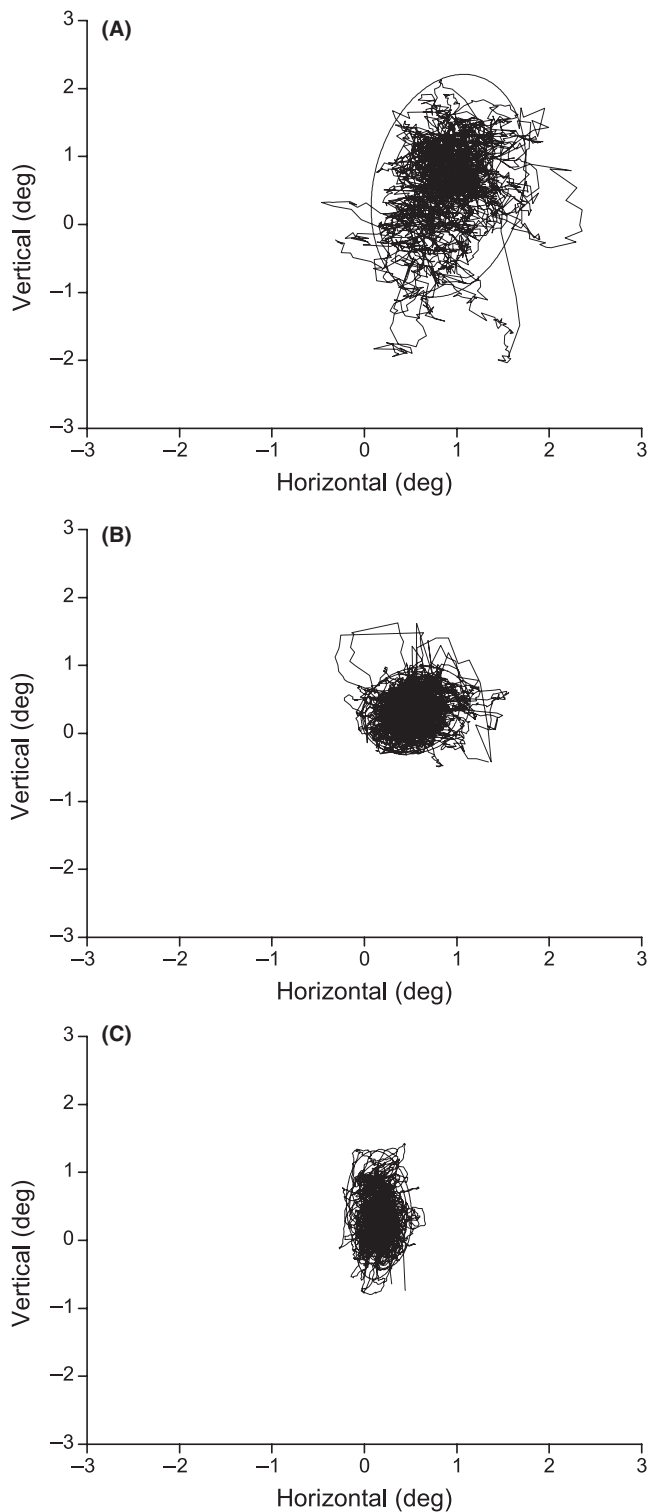 (A)
3
2
1
0
–1
–2
–3
Vertical (deg)
–3 –2 –1 0 1 2 3
Horizontal (deg)
(B)
3
2
1
0
–1
–2
–3
Vertical (deg)
–3 –2 –1 0 1 2 3
Horizontal (deg)
(C)
3
2
1
0
–1
–2
–3
Vertical (deg)
–3 –2 –1 0 1 2 3
Horizontal (deg)